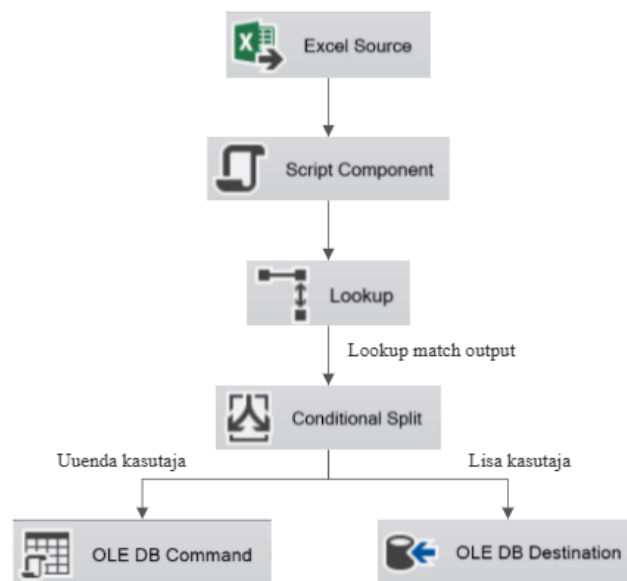 Excel Source
Script Component
Lookup
Lookup match output
Conditional Split
Uuenda kasutaja
Lisa kasutaja
OLE DB Command
OLE DB Destination